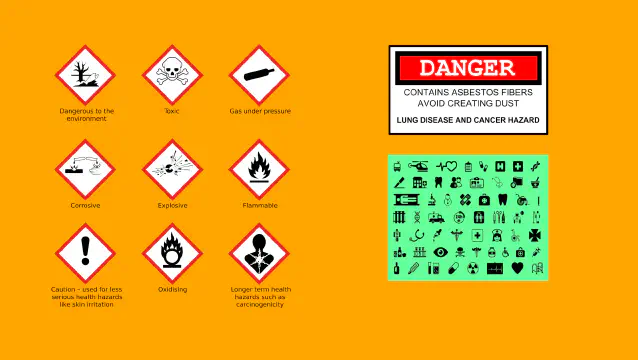 Dangerous to the
environment
Toxic
Gas under pressure
Corrosive
Explosive
Flammable
Caution – used for less
serious health hazards
like skin irritation
Oxidising
Longer term health
hazards such as
carcinogenicity
DANGER
CONTAINS ASBESTOS FIBERS
AVOID CREATING DUST
LUNG DISEASE AND CANCER HAZARD